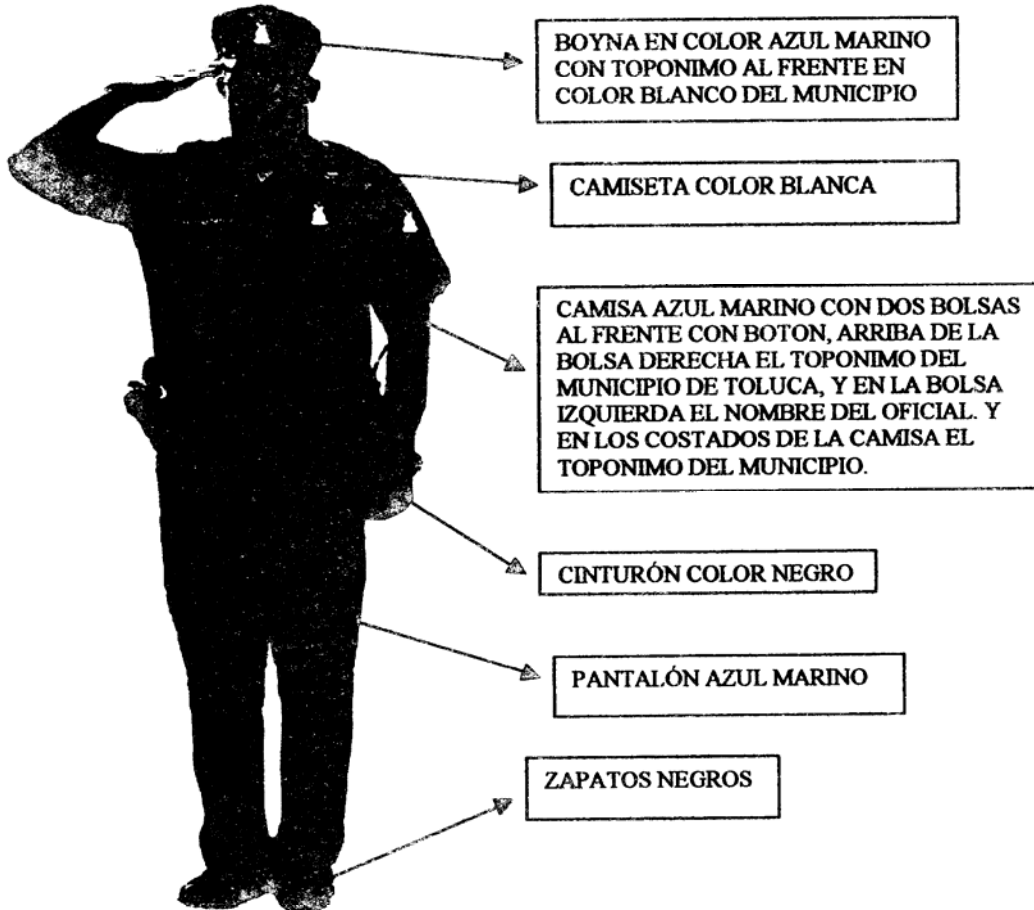 BOYNA EN COLOR AZUL MARINO
CON TOPONIMO AL FRENTE EN
COLOR BLANCO DEL MUNICIPIO
CAMISETA COLOR BLANCA
CAMISA AZUL MARINO CON DOS BOLSAS
AL FRENTE CON BOTON, ARRIBA DE LA
BOLSA DERECHA EL TOPONIMO DEL
MUNICIPIO DE TOLUCA, Y EN LA BOLSA
IZQUIERDA EL NOMBRE DEL OFICIAL. Y
EN LOS COSTADOS DE LA CAMISA EL
TOPONIMO DEL MUNICIPIO.
CINTURÓN COLOR NEGRO
PANTALÓN AZUL MARINO
ZAPATOS NEGROS